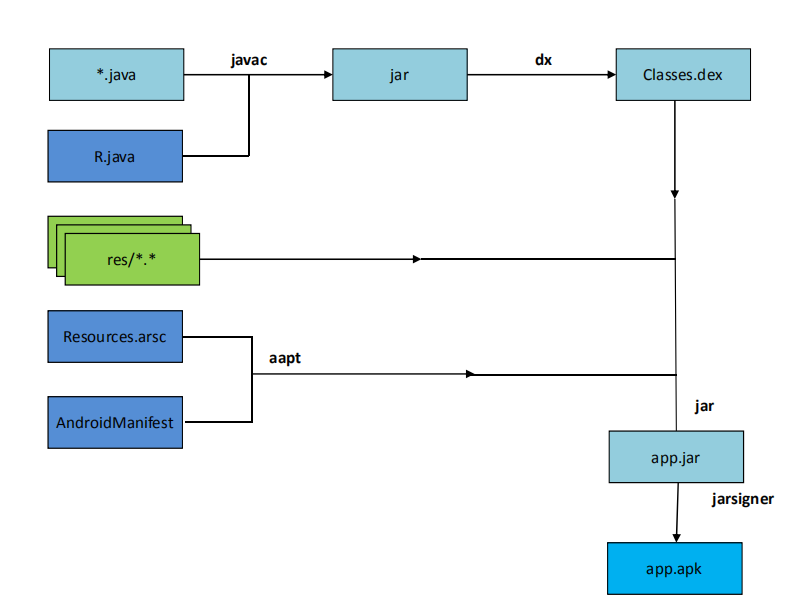 *.java
javac
jar
dx
Classes.dex
R.java
res/*.*
Resources.arsc
aapt
AndroidManifest
jar
app.jar
jarsigner
app.apk